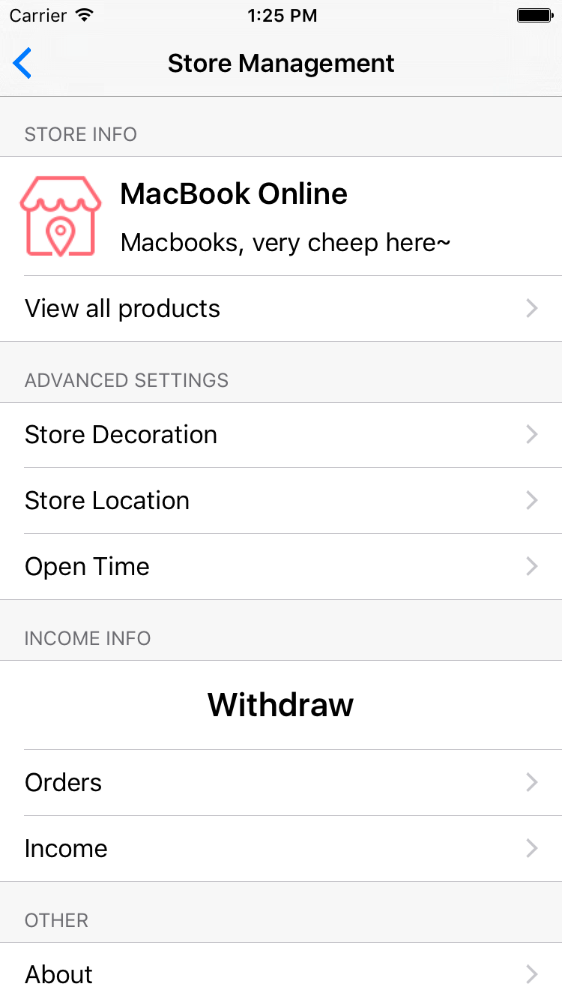 Carrier
1:25 PM
Store Management
STORE INFO
MacBook Online
Macbooks, very cheep here~
View all products
ADVANCED SETTINGS
Store Decoration
Store Location
Open Time
INCOME INFO
Withdraw
Orders
Income
OTHER
About